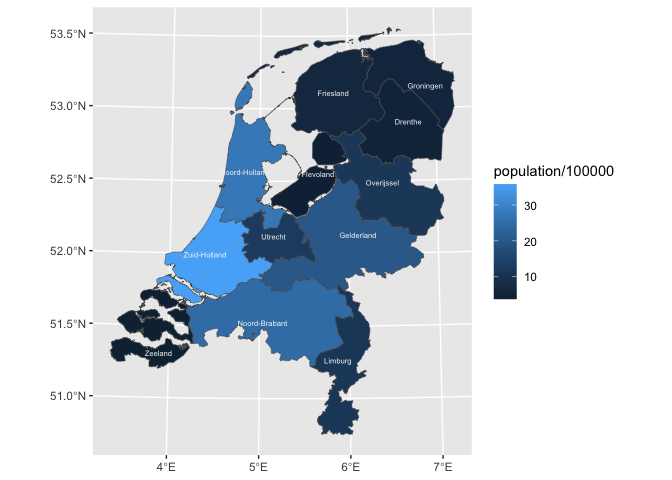 53.5°N
53.0°N
52.5°N
52.0°N
51.5°N
51.0°N
Groningen
Friesland
Drenthe
Noord-Holland
Flevoland
Overijssel
Utrecht
Gelderland
Zuid-Holland
Noord-Brabant
Zeeland
Limburg
4°E
5°E
6°E
7°E
population/100000
30
20
10